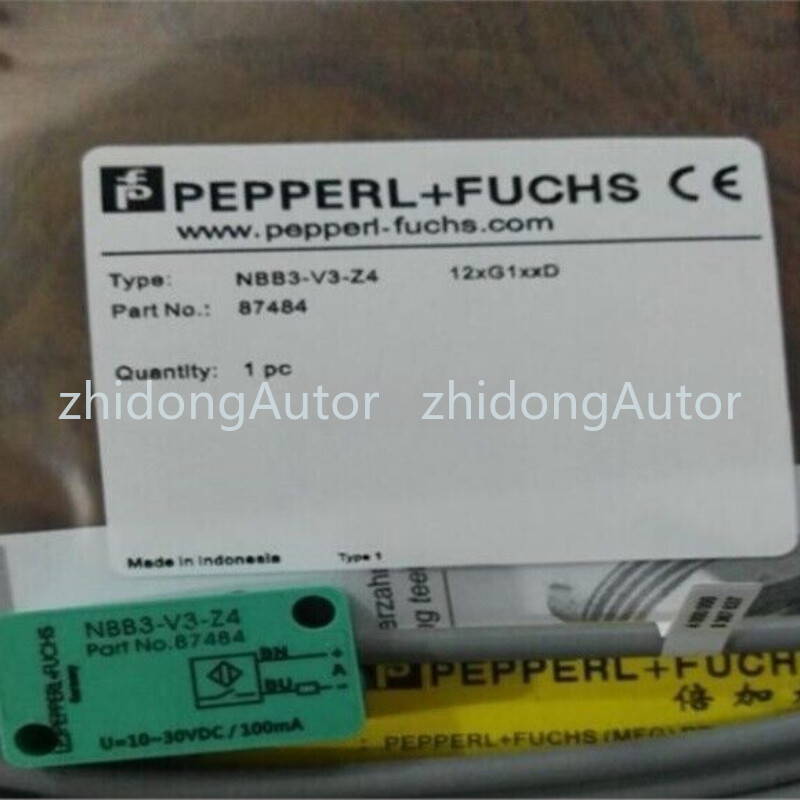 PEPPERL+FUCHS CE
www.pepperl-fuchs.com
Type: NBB3-V3-Z4 12xG1xxD
Part No.: 87484
Quantity: 1 pc
zhidongAutor zhidongAutor
Made in Indonesia Type 1
NBB3-V3-Z4
Part No.87484
PEPPERL+FUCHS
Germany
BN +
A
BU -
U=10-30VDC/100mA
PEPPERL+FUCH
倍 加
PEPPERL+FUCHS (MFG)